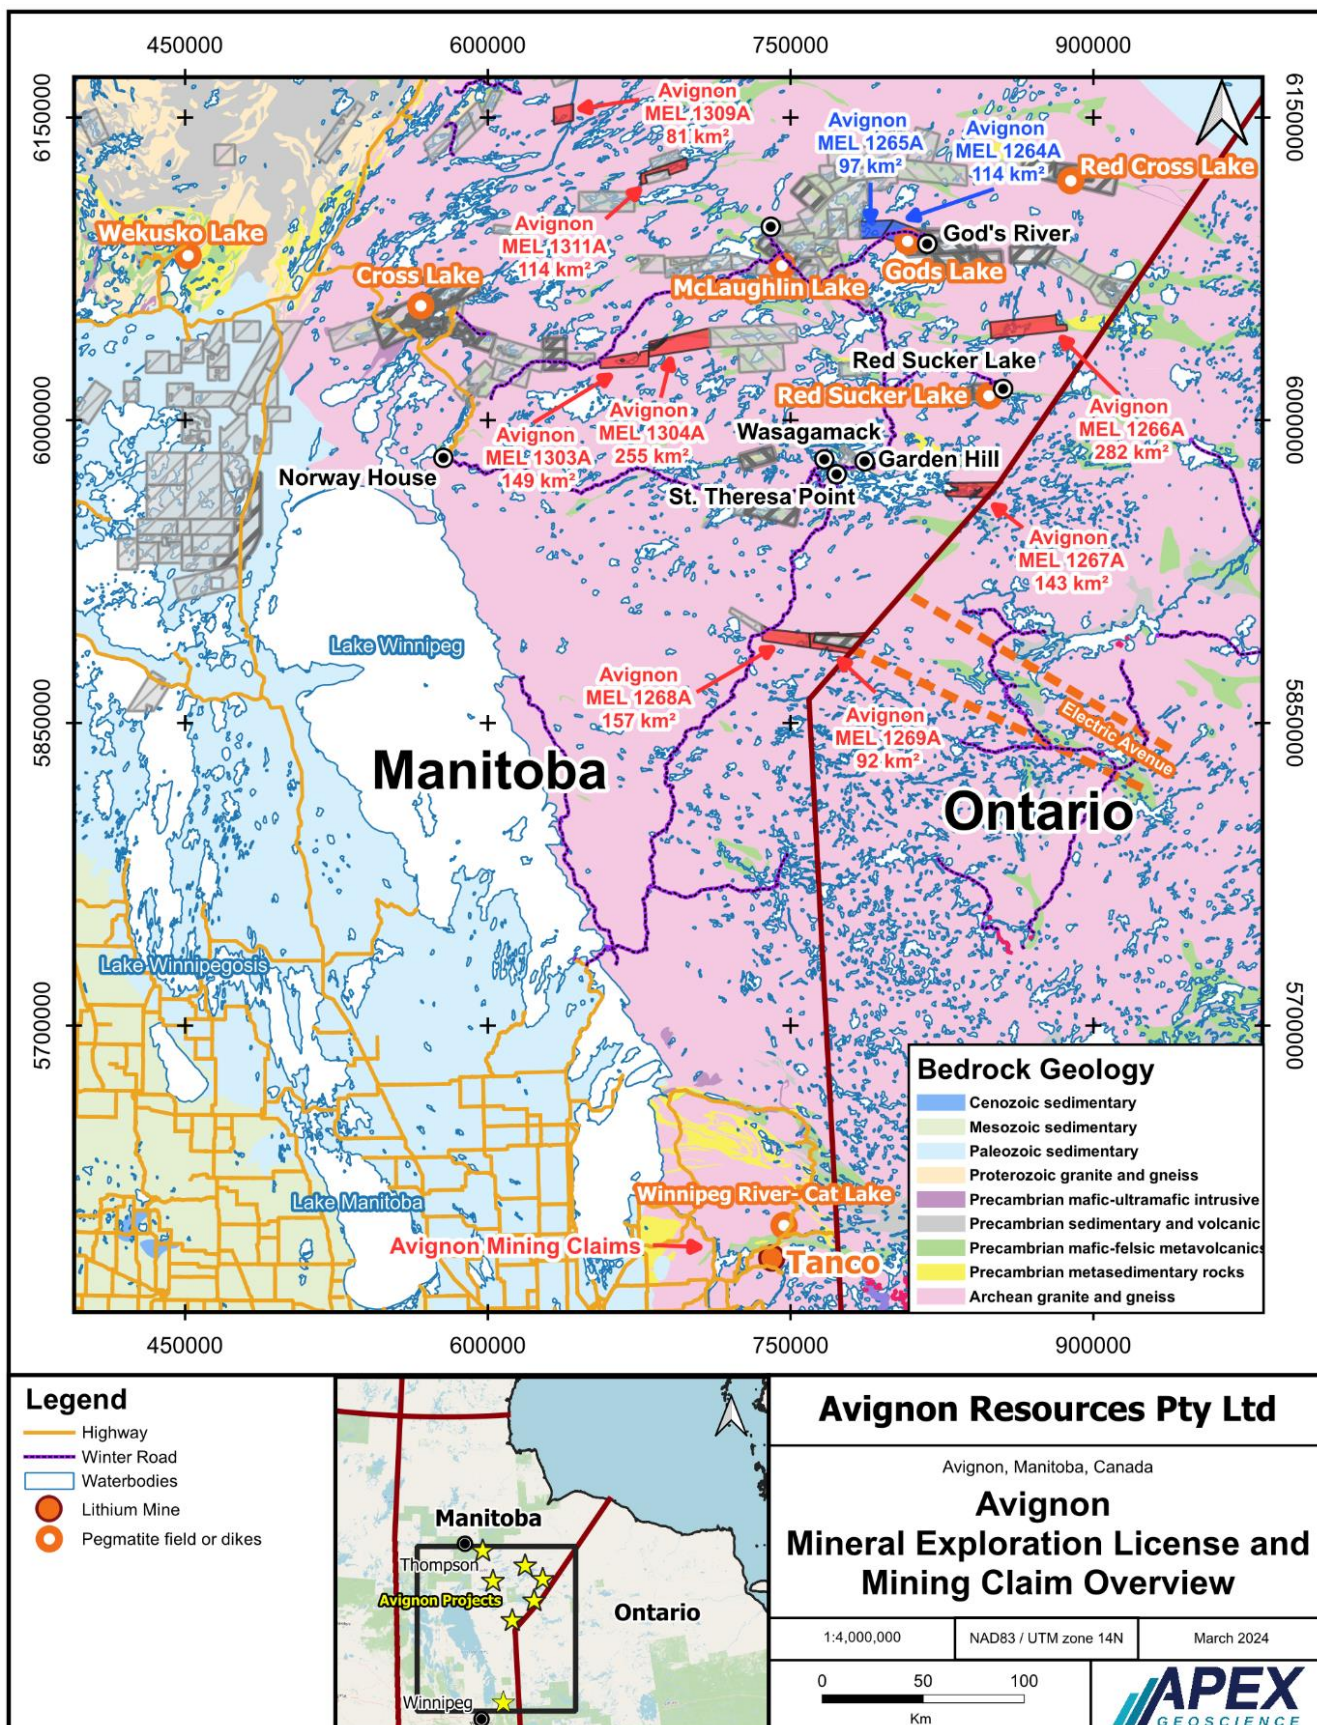 450000
600000
750000
900000
6150000
6000000
5850000
5700000
6150000
6000000
5850000
5700000
Avignon
MEL 1309A
81 km²
Avignon
MEL 1265A
97 km²
Avignon
MEL 1264A
114 km²
Red Cross Lake
Wekusko Lake
Avignon
MEL 1311A
114 km²
God's River
Gods Lake
Cross Lake
McLaughlin Lake
Red Sucker Lake
Red Sucker Lake
Avignon
MEL 1266A
282 km²
Avignon
MEL 1303A
149 km²
Avignon
MEL 1304A
255 km²
Wasagamack
Garden Hill
St. Theresa Point
Norway House
Avignon
MEL 1267A
143 km²
Lake Winnipeg
Avignon
MEL 1268A
157 km²
Avignon
MEL 1269A
92 km²
Electric Avenue
Manitoba
Ontario
Lake Winnipegosis
Lake Manitoba
Winnipeg River- Cat Lake
Avignon Mining Claims
Tanco
Bedrock Geology
Cenozoic sedimentary
Mesozoic sedimentary
Paleozoic sedimentary
Proterozoic granite and gneiss
Precambrian mafic-ultramafic intrusive
Precambrian sedimentary and volcanic
Precambrian mafic-felsic metavolcanics
Precambrian metasedimentary rocks
Archean granite and gneiss
450000
600000
750000
900000
Legend
Highway
Winter Road
Waterbodies
Lithium Mine
Pegmatite field or dikes
Manitoba
Thompson
Avignon Projects
Ontario
Winnipeg
Avignon Resources Pty Ltd
Avignon, Manitoba, Canada
Avignon
Mineral Exploration License and
Mining Claim Overview
1:4,000,000
NAD83 / UTM zone 14N
March 2024
0 50 100
Km
APEX
GEOSCIENCE